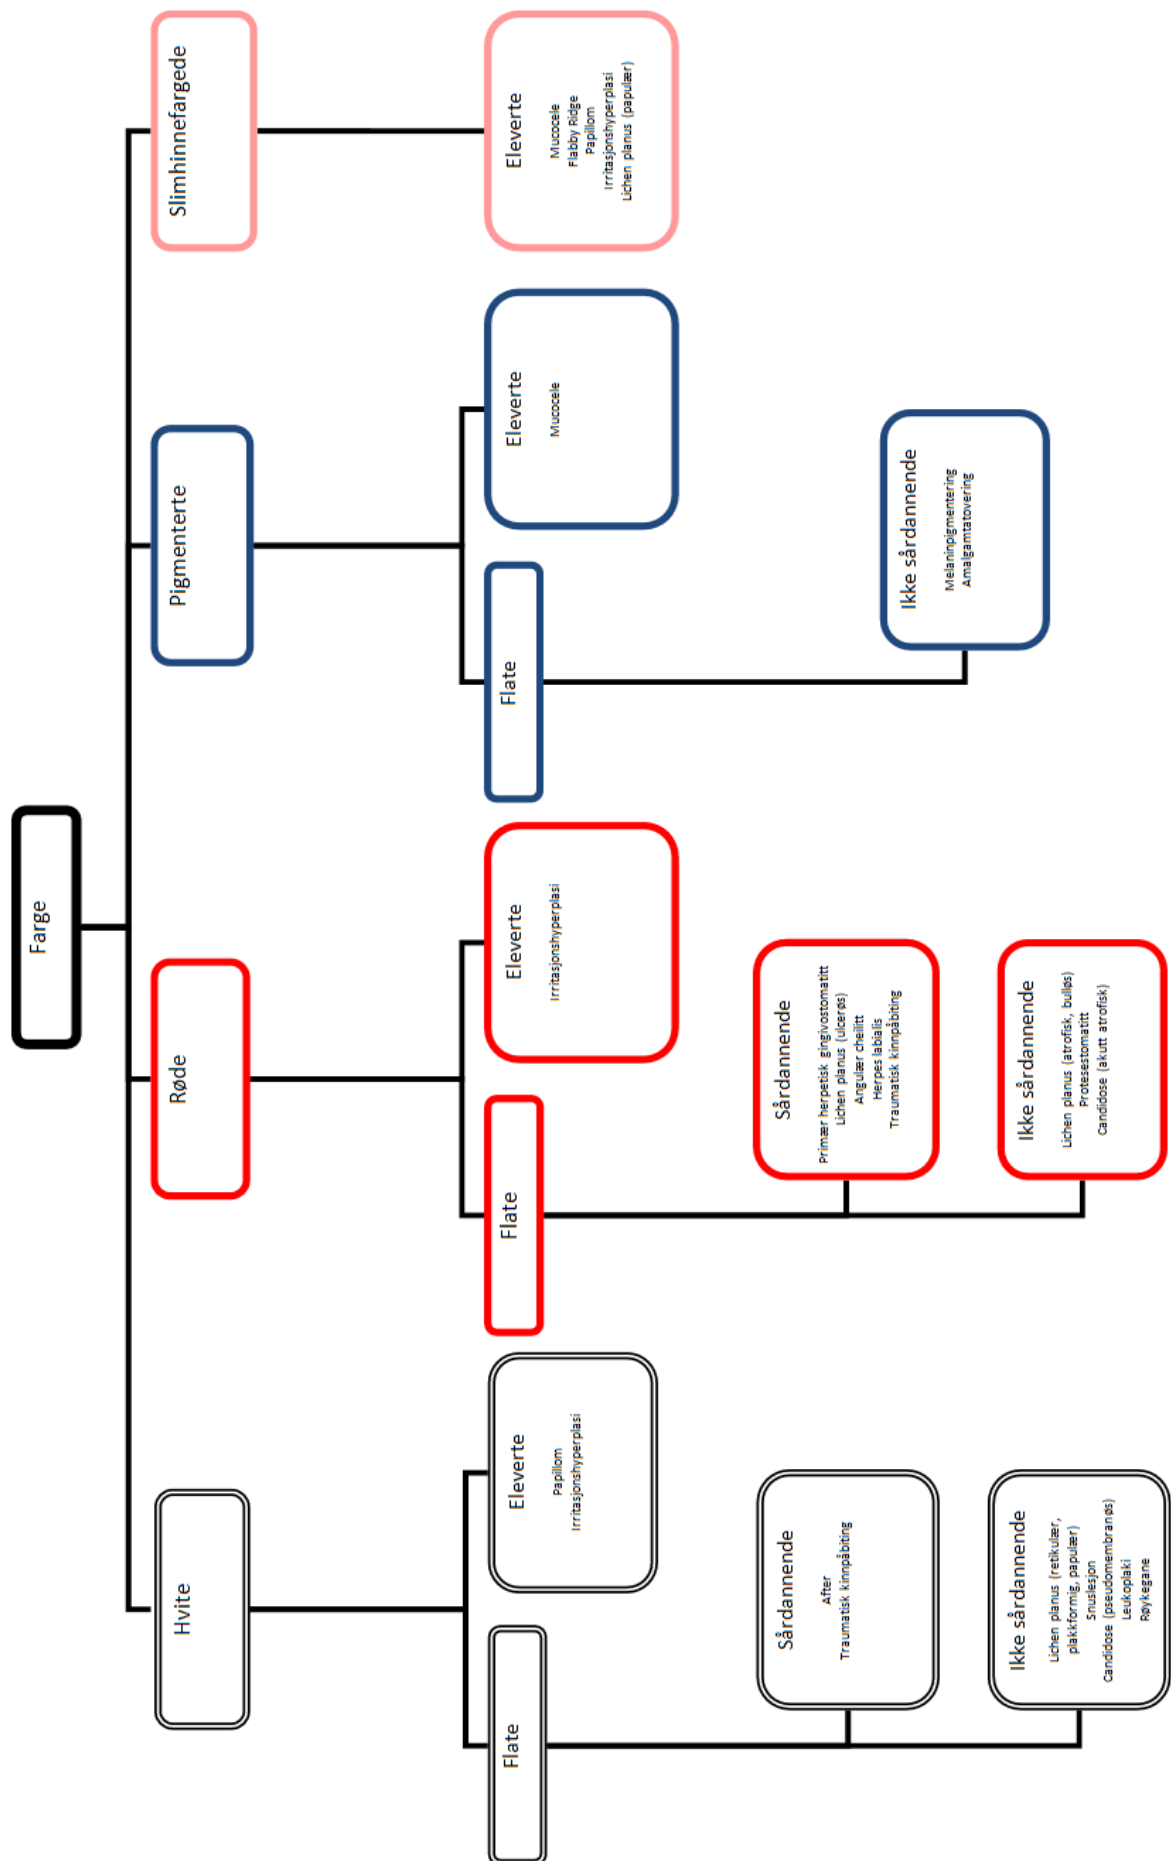 Farge
Hvite
Røde
Pigmenterte
Slimhinnefargede
Flate
Eleverte
Papillom
Irritasjonshyperplasi
Flate
Eleverte
Irritasjonshyperplasi
Flate
Eleverte
Mucocele
Eleverte
Mucocele
Flabby Ridge
Papillom
Irritasjonshyperplasi
Lichen planus (papulær)
Sårdannende
After
Traumatisk kinnpåbiting
Sårdannende
Primær herpetisk gingivostomatitt
Lichen planus (ulcerøs)
Angulær cheilitt
Herpes labialis
Traumatisk kinnpåbiting
Ikke sårdannende
Melaninpigmentering
Amalgamtatovering
Ikke sårdannende
Lichen planus (retikulær,
plakkformig, papulær)
Snuslesjon
Candidose (pseudomembranøs)
Leukoplaki
Røykegane
Ikke sårdannende
Lichen planus (atrofisk, bulløs)
Protesestomatitt
Candidose (akutt atrofisk)